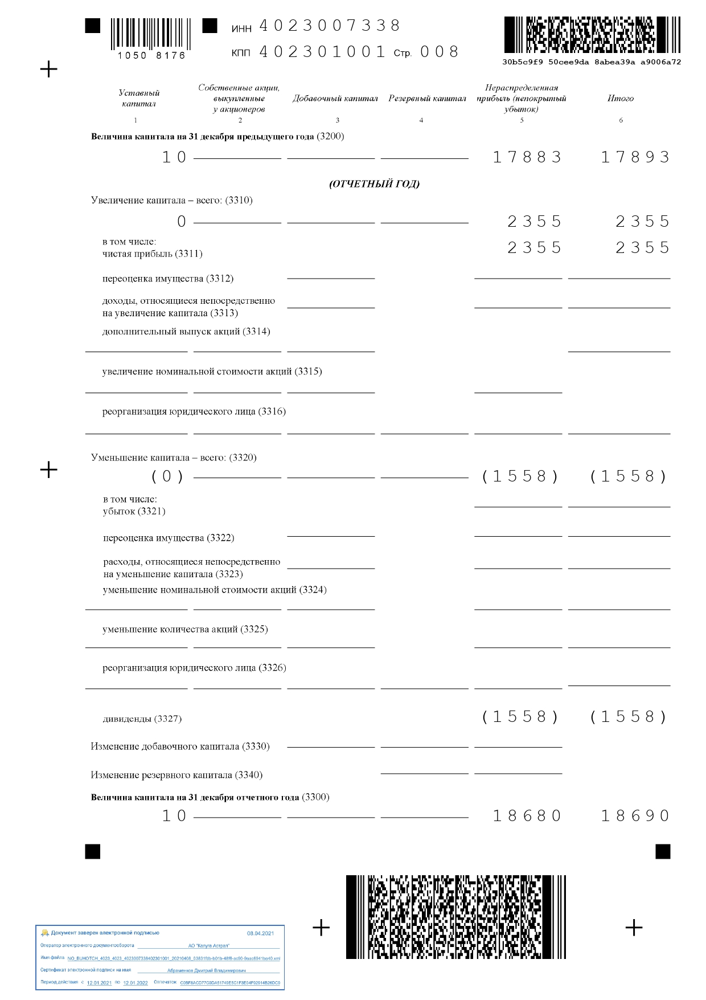 1050 8176
ИНН 4023007338
КПП 402301001 Стр. 008
30b5c9f9 50cee9da 8abea39a a9006a72
Уставный капитал
Собственные акции, выкупленные у акционеров
Добавочный капитал
Резервный капитал
Нераспределенная прибыль (непокрытый убыток)
Итого
1 2 3 4 5 6
Величина капитала на 31 декабря предыдущего года (3200)
10 17883 17893
(ОТЧЕТНЫЙ ГОД)
Увеличение капитала – всего: (3310)
0 2355 2355
в том числе:
чистая прибыль (3311) 2355 2355
переоценка имущества (3312)
доходы, относящиеся непосредственно
на увеличение капитала (3313)
дополнительный выпуск акций (3314)
увеличение номинальной стоимости акций (3315)
реорганизация юридического лица (3316)
Уменьшение капитала – всего: (3320)
(0) (1558) (1558)
в том числе:
убыток (3321)
переоценка имущества (3322)
расходы, относящиеся непосредственно
на уменьшение капитала (3323)
уменьшение номинальной стоимости акций (3324)
уменьшение количества акций (3325)
реорганизация юридического лица (3326)
дивиденды (3327) (1558) (1558)
Изменение добавочного капитала (3330)
Изменение резервного капитала (3340)
Величина капитала на 31 декабря отчетного года (3300)
10 18680 18690
Документ заверен электронной подписью 08.04.2021
Оператор электронного документооборота АО "Калуга Астрал"
Имя файла NO_BUHOTCH_4023_4023_4023007338402301001_20210408_03831fdb-b01b-48f6-ac90-9aac6941ba40.xml
Сертификат электронной подписи на имя Абраменков Дмитрий Владимирович
Период действия с 12.01.2021 по 12.01.2022 Отпечаток C0BF8ACD77C0DA51749E5C1F3E04F92914B26DC9